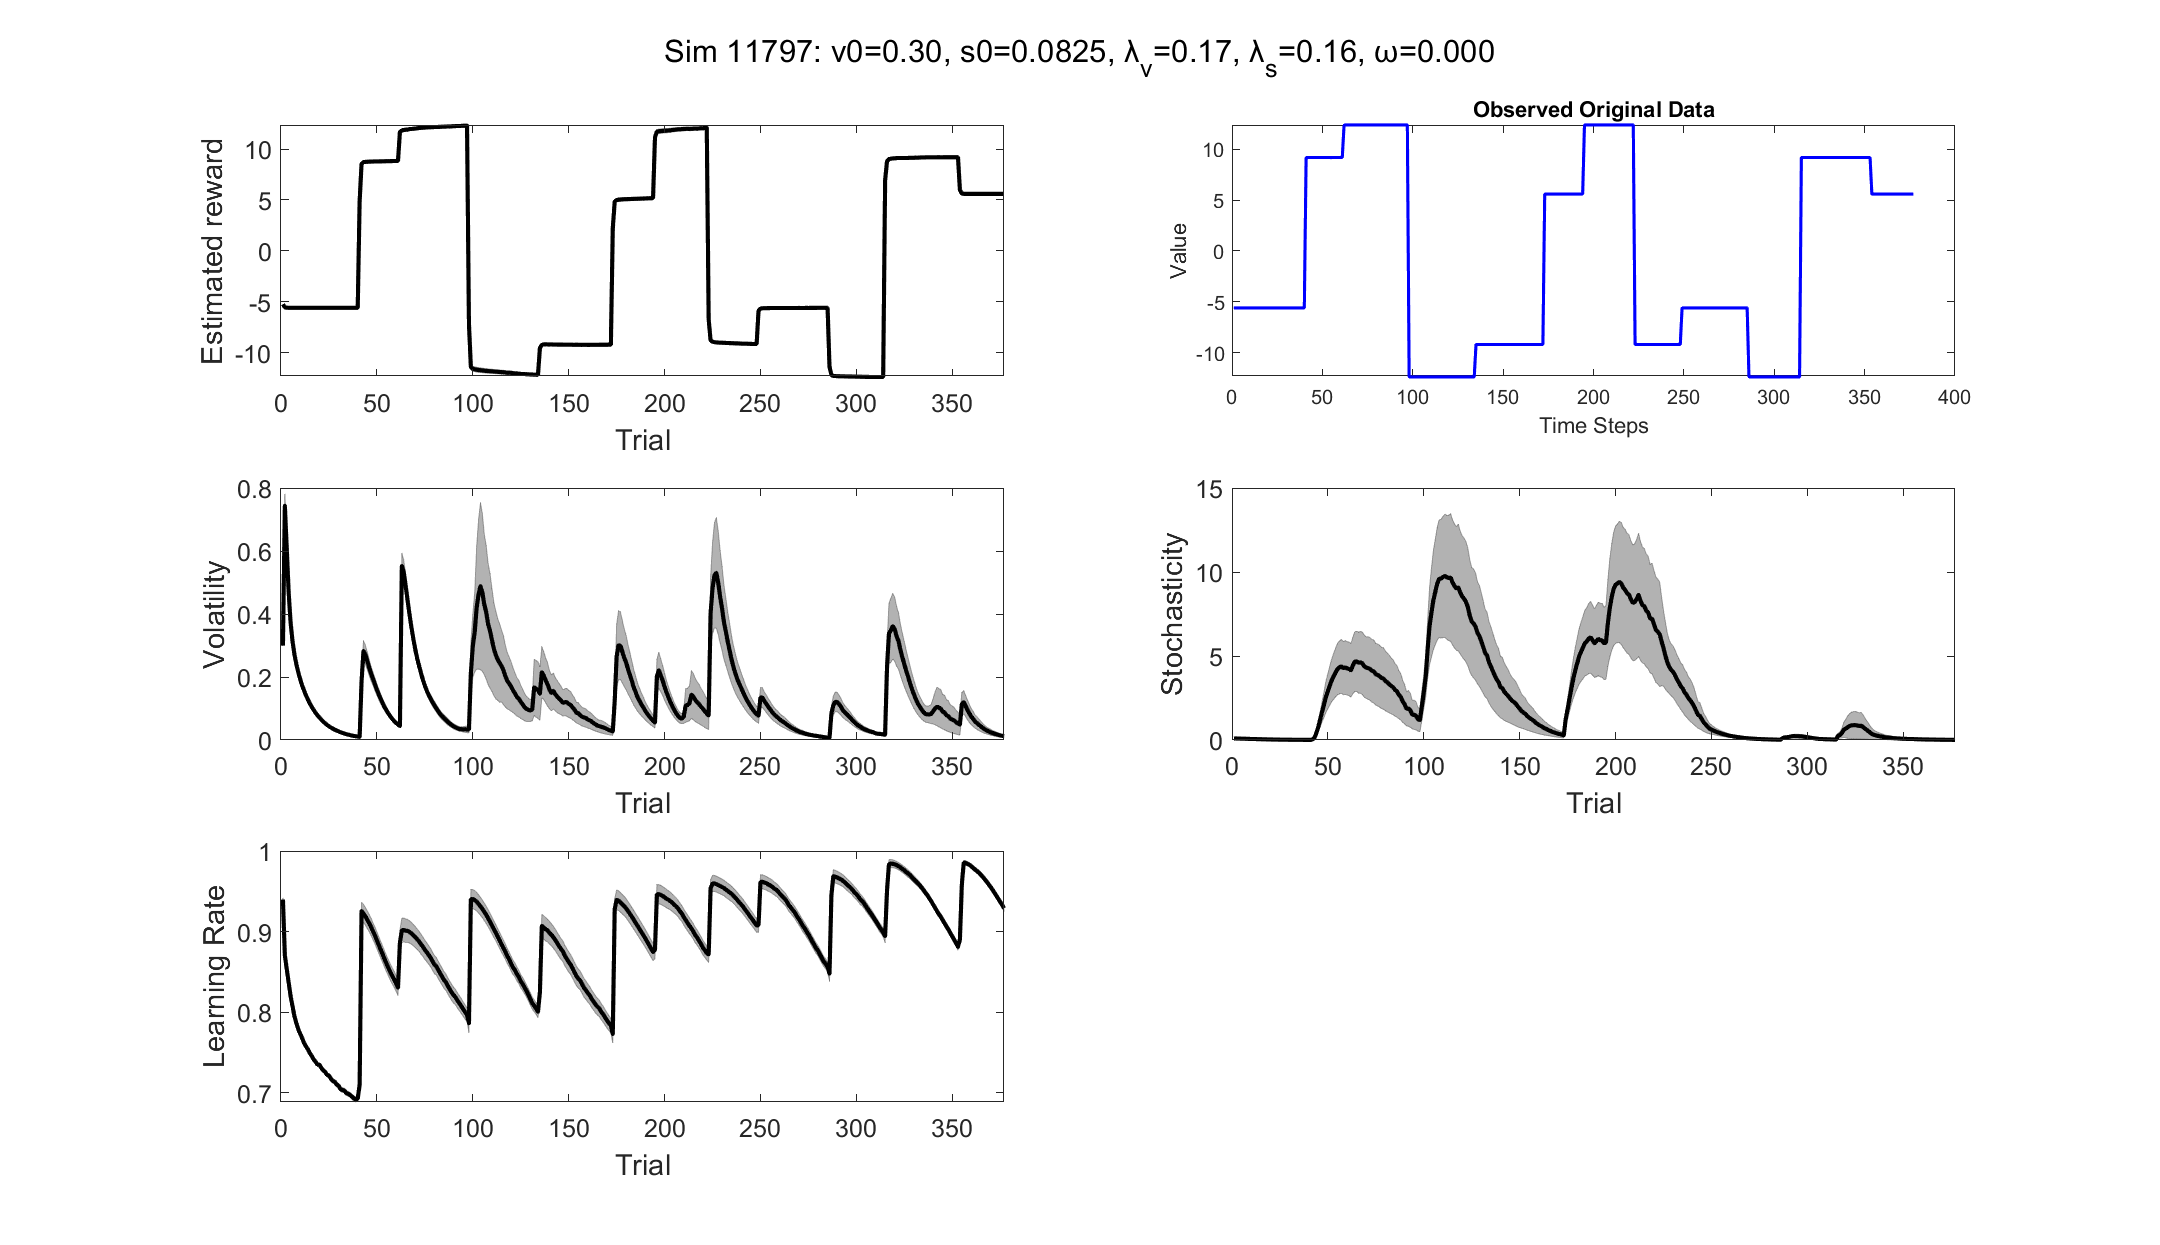 Sim 11797: v0=0.30, s0=0.0825, λv=0.17, λs=0.16, ω=0.000
Estimated reward
10
5
0
-5
-10
0 50 100 150 200 250 300 350
Trial
Observed Original Data
Value
10
5
0
-5
-10
0 50 100 150 200 250 300 350 400
Time Steps
Volatility
0.8
0.6
0.4
0.2
0
0 50 100 150 200 250 300 350
Trial
Stochasticity
15
10
5
0
0 50 100 150 200 250 300 350
Trial
Learning Rate
1
0.9
0.8
0.7
0 50 100 150 200 250 300 350
Trial